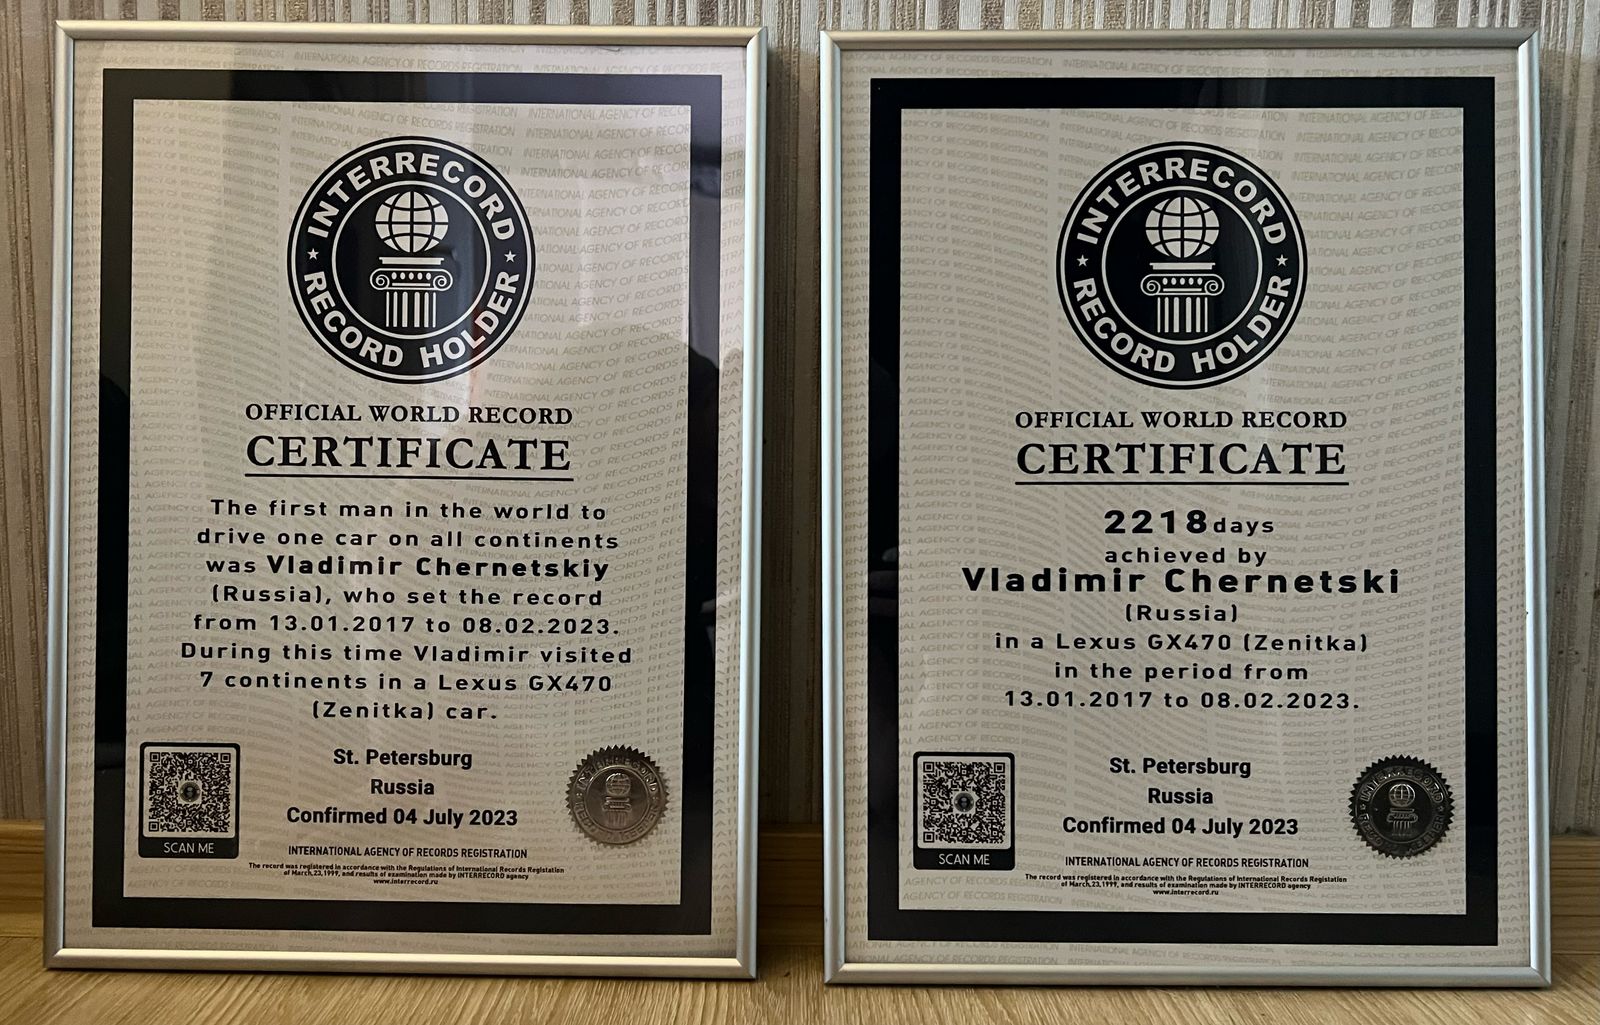 INTERRECORD
RECORD HOLDER
OFFICIAL WORLD RECORD
CERTIFICATE
The first man in the world to
drive one car on all continents
was Vladimir Chernetskiy
(Russia), who set the record
from 13.01.2017 to 08.02.2023.
During this time Vladimir visited
7 continents in a Lexus GX470
(Zenitka) car.
SCAN ME
St. Petersburg
Russia
Confirmed 04 July 2023
INTERNATIONAL AGENCY OF RECORDS REGISTRATION
The record was registered in accordance with the Regulations of International Records Registation
of March,23,1999, and results of examination made by INTERRECORD agency
www.interrecord.ru
INTERRECORD
RECORD HOLDER
OFFICIAL WORLD RECORD
CERTIFICATE
2218days
achieved by
Vladimir Chernetski
(Russia)
in a Lexus GX470 (Zenitka)
in the period from
13.01.2017 to 08.02.2023.
SCAN ME
St. Petersburg
Russia
Confirmed 04 July 2023
INTERNATIONAL AGENCY OF RECORDS REGISTRATION
The record was registered in accordance with the Regulations of International Records Registation
of March,23,1999, and results of examination made by INTERRECORD agency
www.interrecord.ru